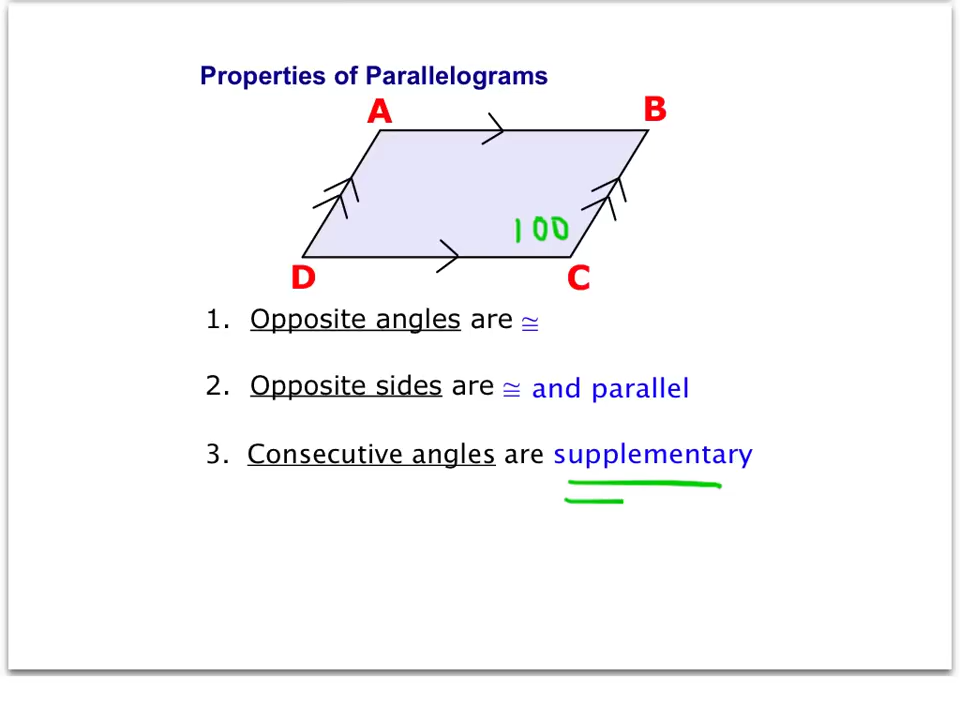 Properties of Parallelograms
A B
100
D C
1. Opposite angles are ≅
2. Opposite sides are ≅ and parallel
3. Consecutive angles are supplementary